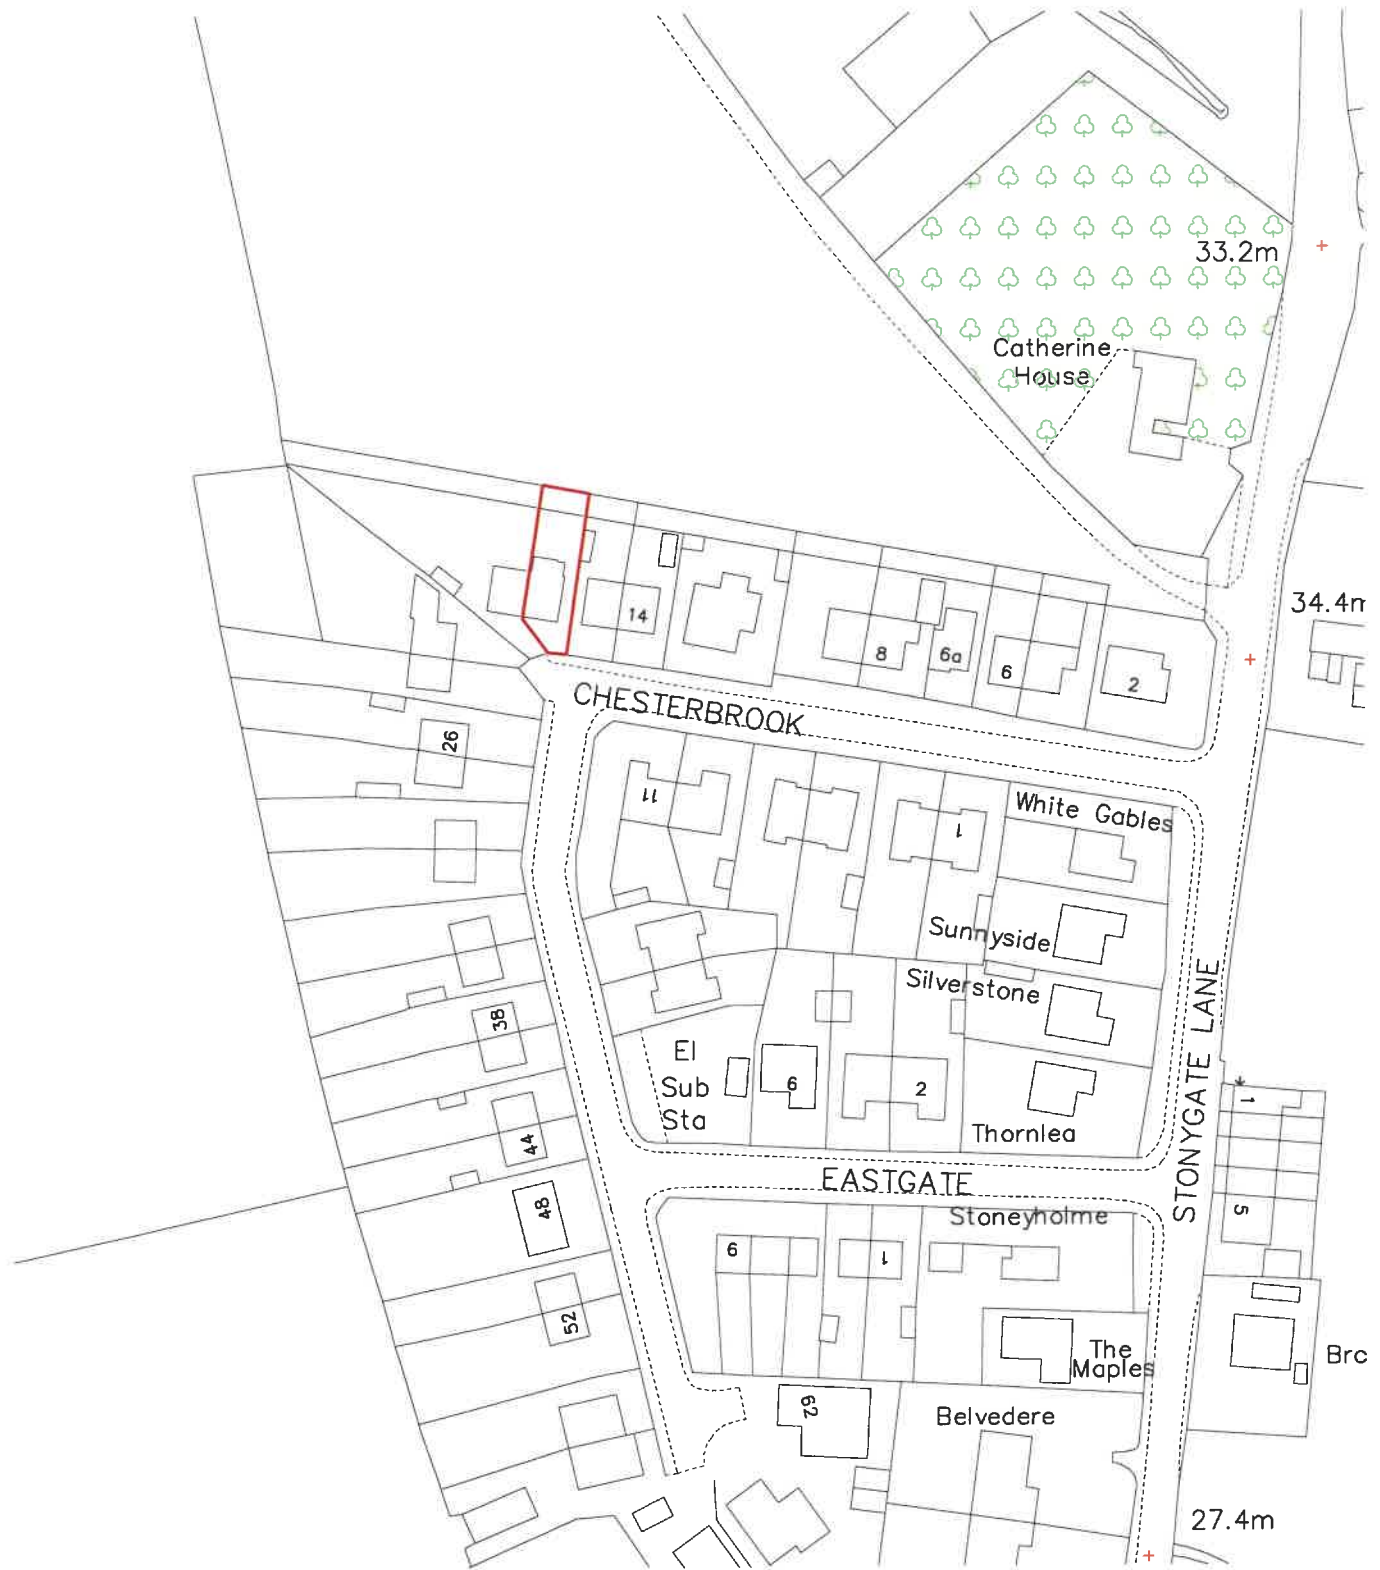 33.2m
Catherine
House
34.4m
14
8
6a
6
2
CHESTERBROOK
26
11
1
White Gables
Sunnyside
Silverstone
38
El
Sub
Sta
6
2
Thornlea
STONYGATE LANE
1
44
EASTGATE
48
Stoneyholme
5
6
1
52
The
Maples
Brc
62
Belvedere
27.4m